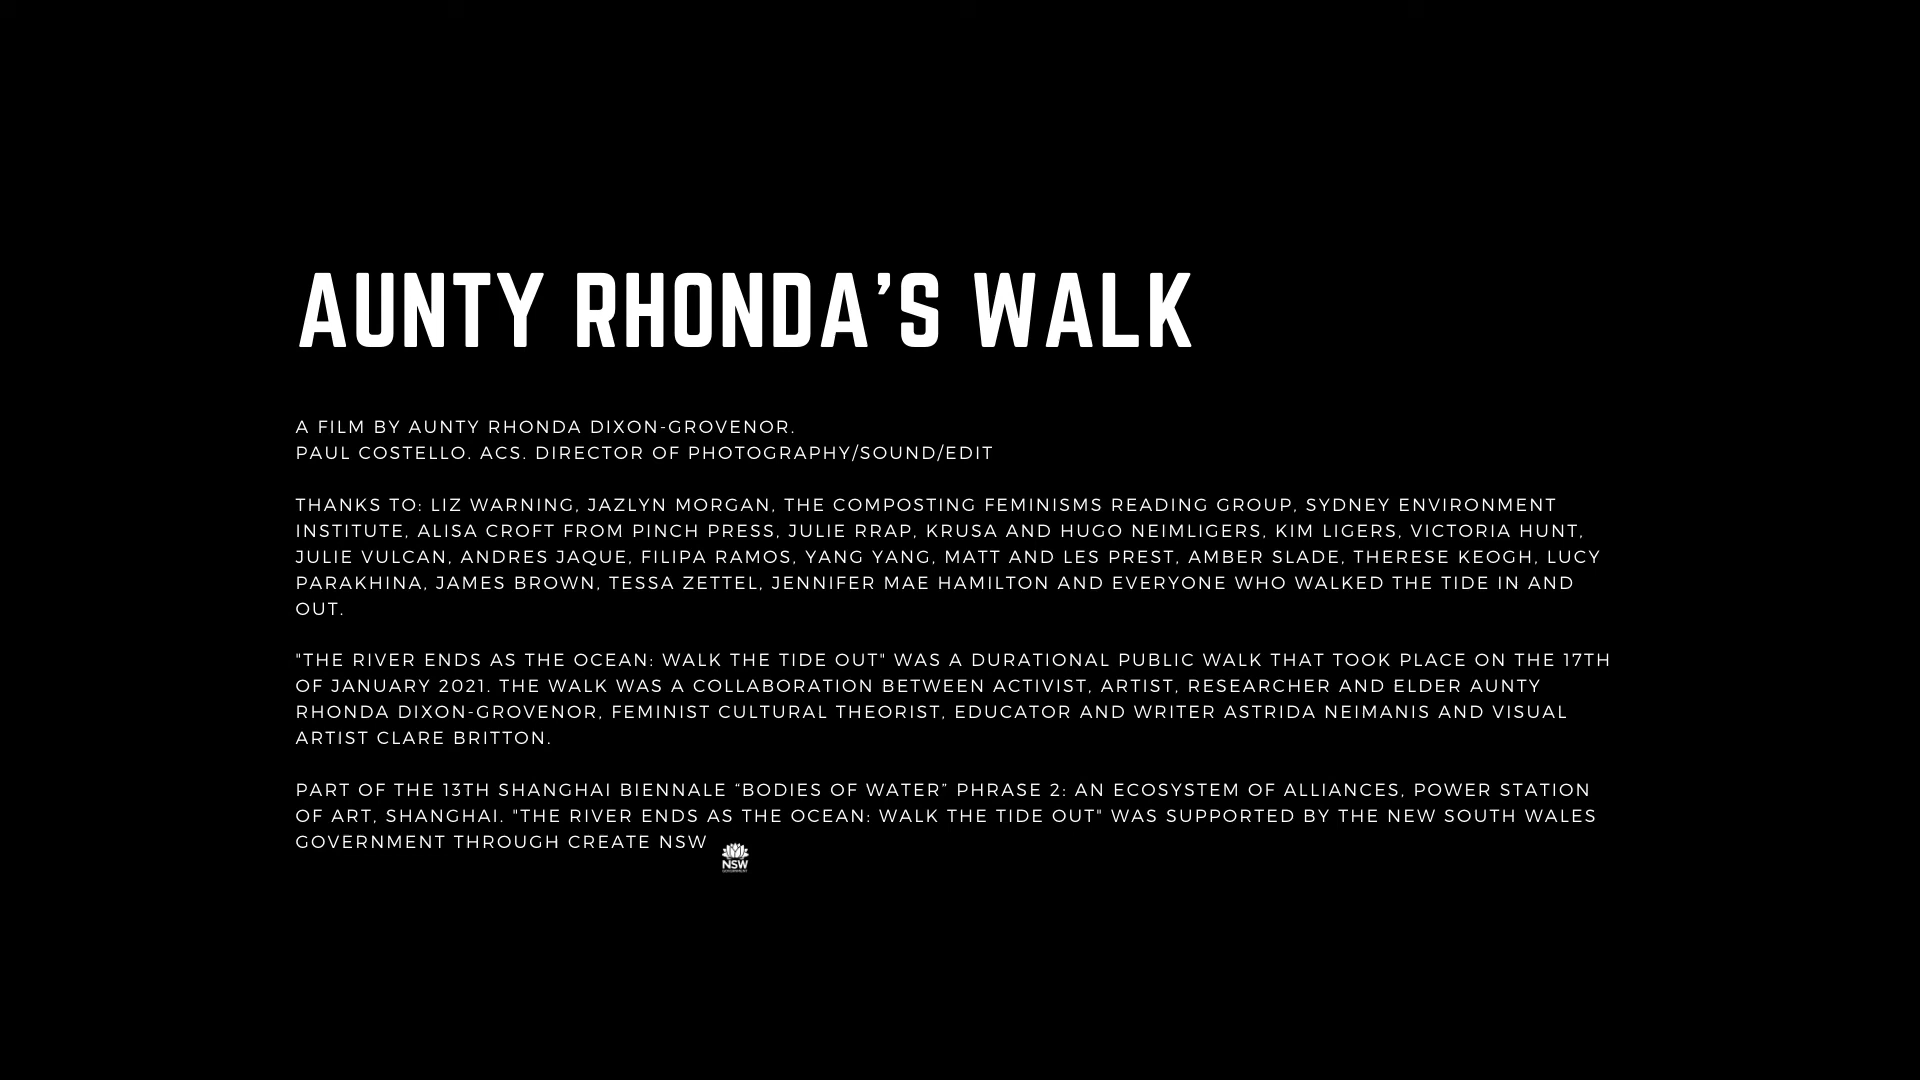 AUNTY RHONDA'S WALK
A FILM BY AUNTY RHONDA DIXON-GROVENOR.
PAUL COSTELLO. ACS. DIRECTOR OF PHOTOGRAPHY/SOUND/EDIT
THANKS TO: LIZ WARNING, JAZLYN MORGAN, THE COMPOSTING FEMINISMS READING GROUP, SYDNEY ENVIRONMENT
INSTITUTE, ALISA CROFT FROM PINCH PRESS, JULIE RRAP, KRUSA AND HUGO NEIMLIGERS, KIM LIGERS, VICTORIA HUNT,
JULIE VULCAN, ANDRES JAQUE, FILIPA RAMOS, YANG YANG, MATT AND LES PREST, AMBER SLADE, THERESE KEOGH, LUCY
PARAKHINA, JAMES BROWN, TESSA ZETTEL, JENNIFER MAE HAMILTON AND EVERYONE WHO WALKED THE TIDE IN AND
OUT.
"THE RIVER ENDS AS THE OCEAN: WALK THE TIDE OUT" WAS A DURATIONAL PUBLIC WALK THAT TOOK PLACE ON THE 17TH
OF JANUARY 2021. THE WALK WAS A COLLABORATION BETWEEN ACTIVIST, ARTIST, RESEARCHER AND ELDER AUNTY
RHONDA DIXON-GROVENOR, FEMINIST CULTURAL THEORIST, EDUCATOR AND WRITER ASTRIDA NEIMANIS AND VISUAL
ARTIST CLARE BRITTON.
PART OF THE 13TH SHANGHAI BIENNALE “BODIES OF WATER” PHRASE 2: AN ECOSYSTEM OF ALLIANCES, POWER STATION
OF ART, SHANGHAI. "THE RIVER ENDS AS THE OCEAN: WALK THE TIDE OUT" WAS SUPPORTED BY THE NEW SOUTH WALES
GOVERNMENT THROUGH CREATE NSW
NSW
GOVERNMENT